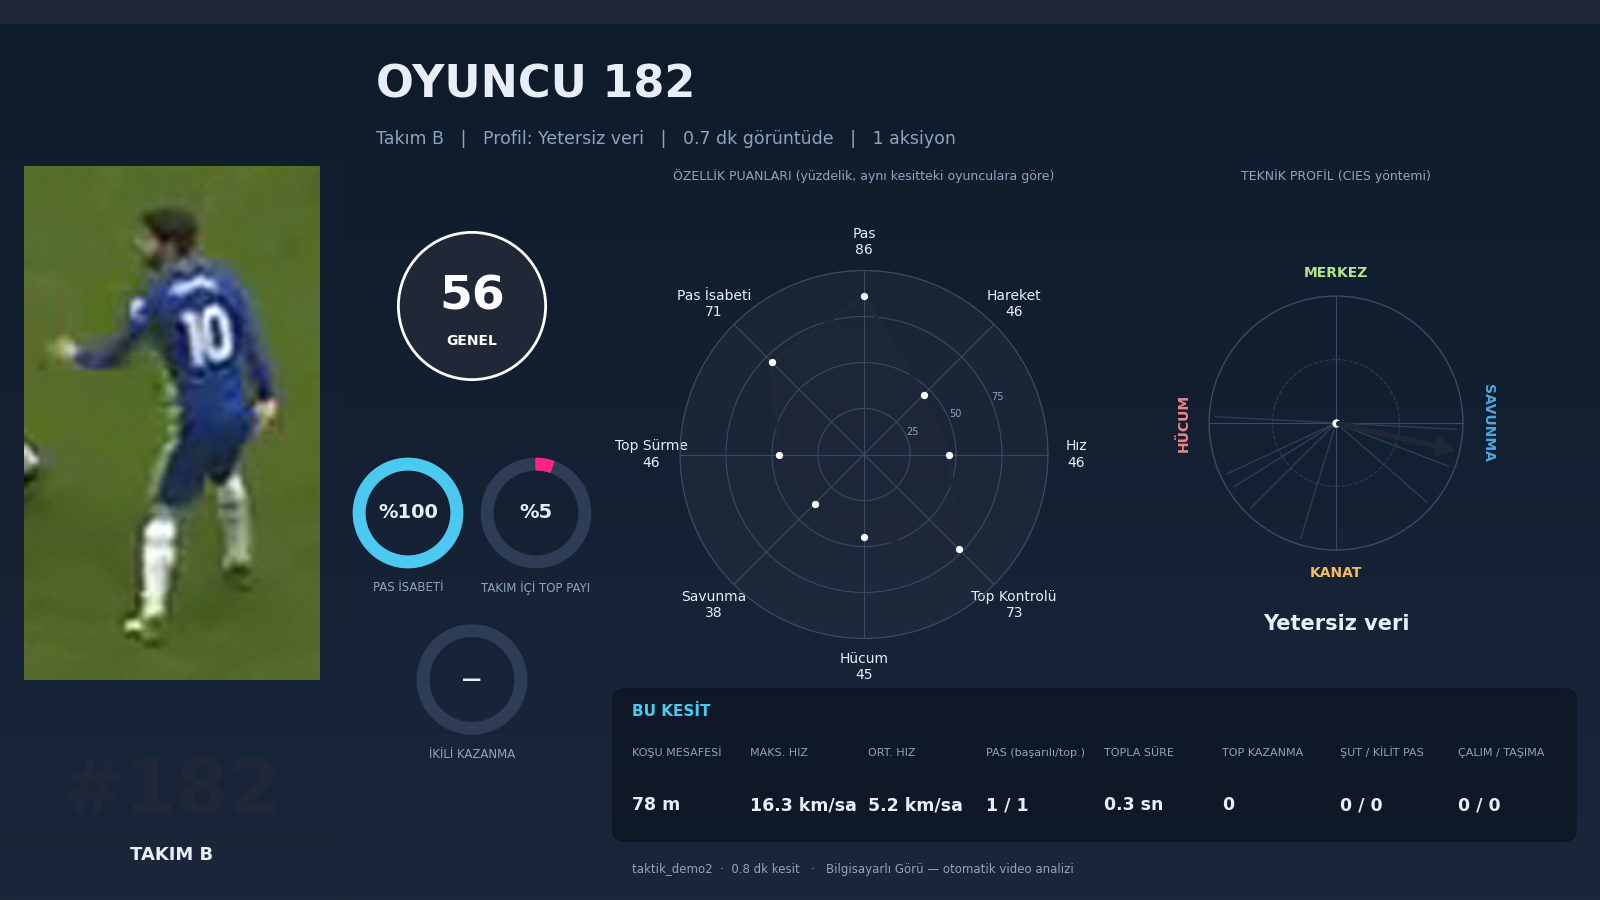 OYUNCU 182
Takım B | Profil: Yetersiz veri | 0.7 dk görüntüde | 1 aksiyon
ÖZELLİK PUANLARI (yüzdelik, aynı kesitteki oyunculara göre)
TEKNİK PROFİL (CIES yöntemi)
10
56
GENEL
%100
PAS İSABETİ
%5
TAKIM İÇİ TOP PAYI
—
İKİLİ KAZANMA
Pas
86
Pas İsabeti
71
Hareket
46
75
50
25
Top Sürme
46
Hız
46
Savunma
38
Top Kontrolü
73
Hücum
45
MERKEZ
HÜCUM
SAVUNMA
KANAT
Yetersiz veri
#182
TAKIM B
BU KESİT
KOŞU MESAFESİ MAKS. HIZ ORT. HIZ PAS (başarılı/top.) TOPLA SÜRE TOP KAZANMA ŞUT / KİLİT PAS ÇALIM / TAŞIMA
78 m 16.3 km/sa 5.2 km/sa 1 / 1 0.3 sn 0 0 / 0 0 / 0
taktik_demo2 · 0.8 dk kesit · Bilgisayarlı Görü — otomatik video analizi